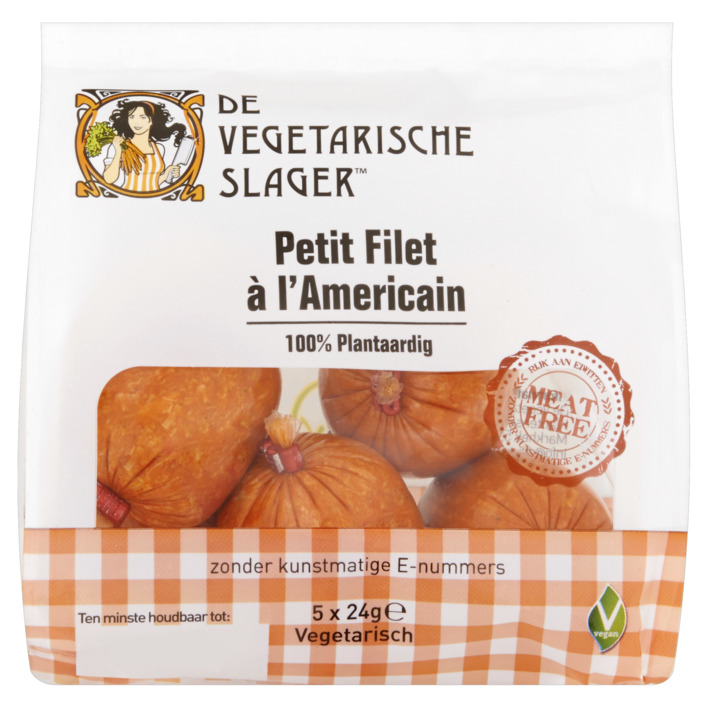 DE
VEGETARISCHE
SLAGER™
Petit Filet
à l'Americain
100% Plantaardig
RIJK AAN EIWITTEN
MEAT
FREE
ZONDER KUNSTMATIGE E-NUMMERS
zonder kunstmatige E-nummers
Ten minste houdbaar tot:
5 x 24g℮
Vegetarisch
vegan